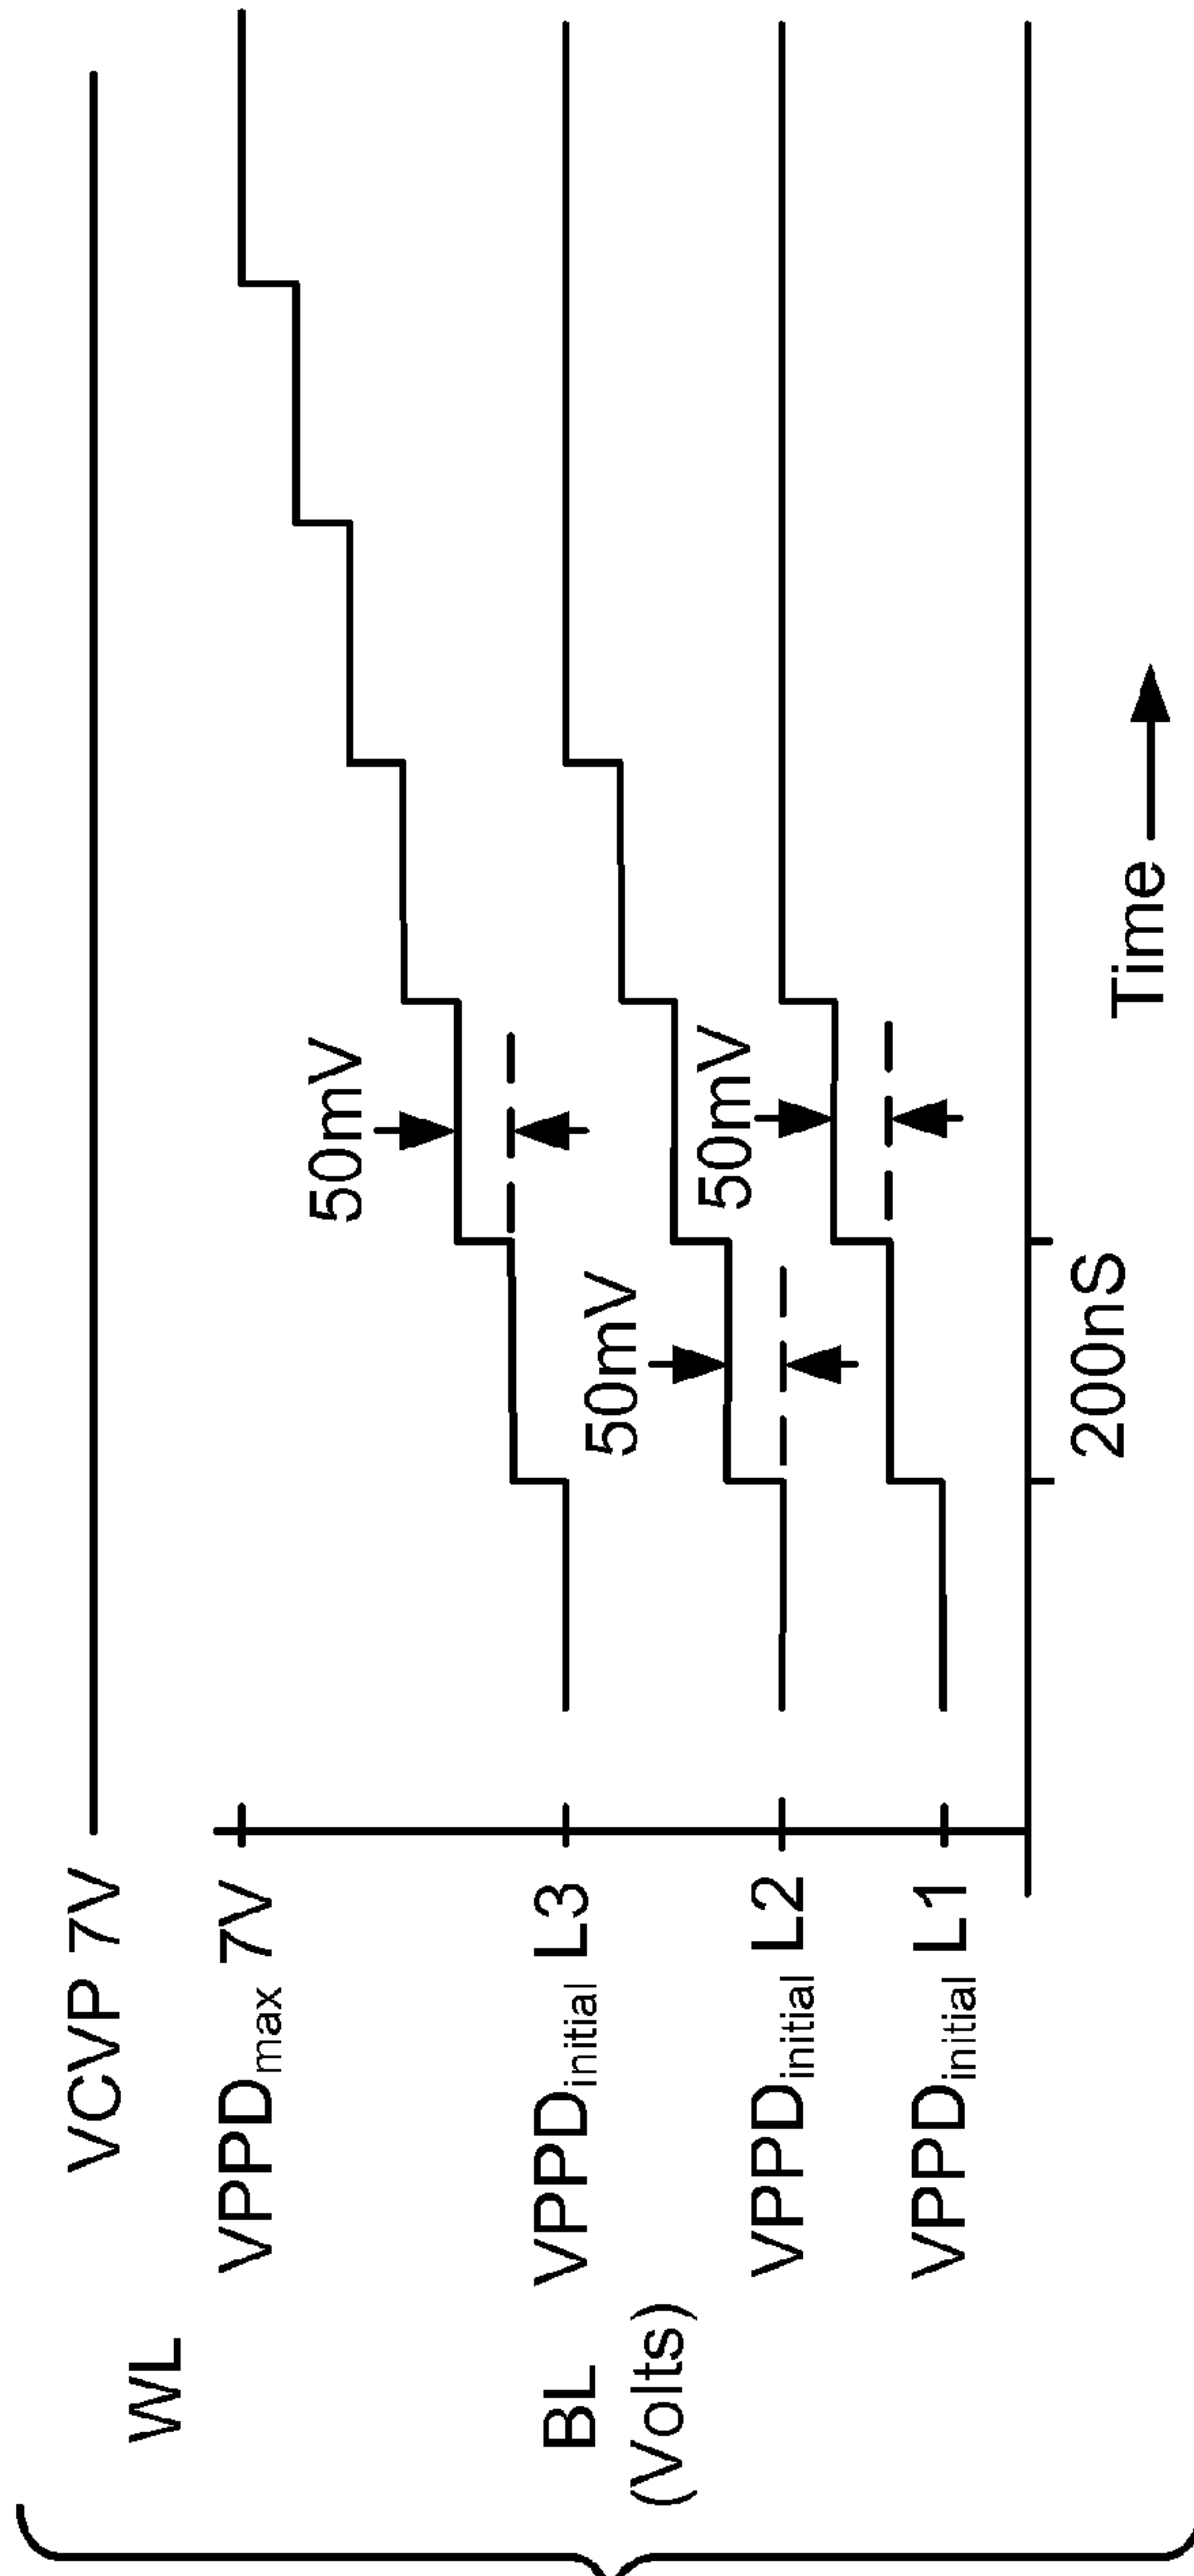 WL
VCVP 7V
VPPDmax 7V
BL
(Volts)
VPPDinitial L3
VPPDinitial L2
VPPDinitial L1
50mV
50mV
50mV
200nS
Time